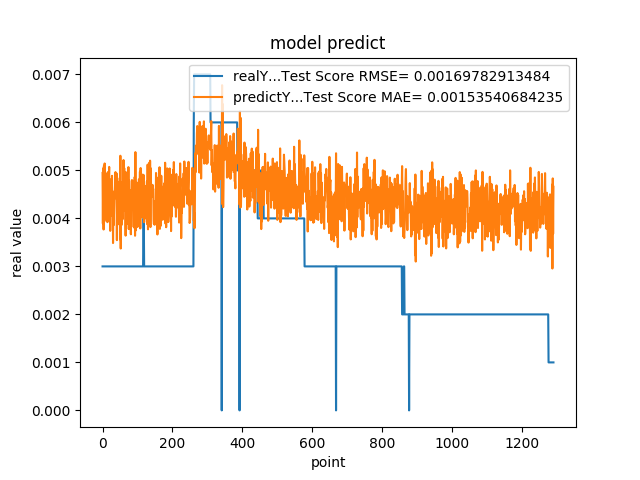 model predict
realY...Test Score RMSE= 0.00169782913484
predictY...Test Score MAE= 0.00153540684235
real value
0.007
0.006
0.005
0.004
0.003
0.002
0.001
0.000
0 200 400 600 800 1000 1200
point